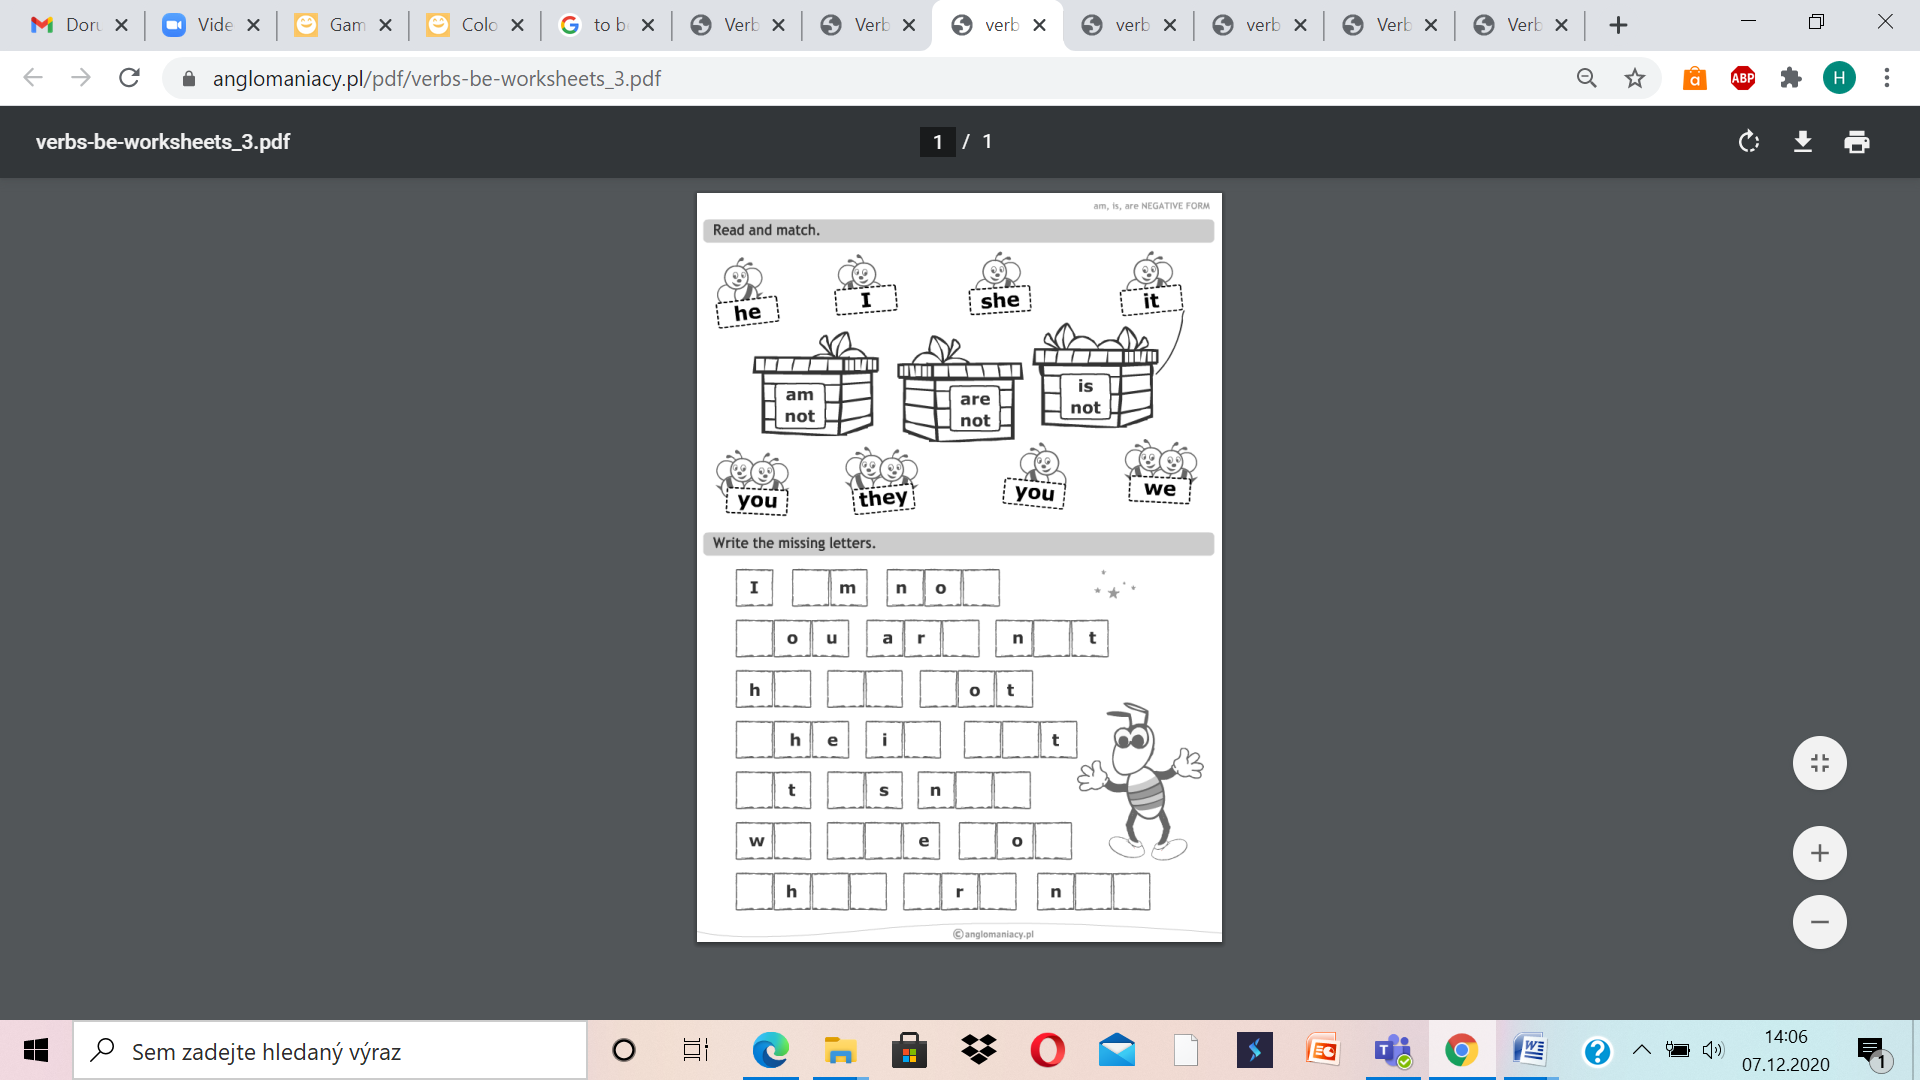 Doru Vide Gam Colo to b Verb Verb verb verb verb Verb Verb
anglomaniacy.pl/pdf/verbs-be-worksheets_3.pdf
ABP H
verbs-be-worksheets_3.pdf 1 / 1
am, is, are NEGATIVE FORM
Read and match.
he I she it
am not
are not
is not
you they you we
Write the missing letters.
I m n o
o u a r n t
h o t
h e i t
t s n
w e o
h r n
©anglomaniacy.pl
Sem zadejte hledaný výraz
14:06
07.12.2020
1